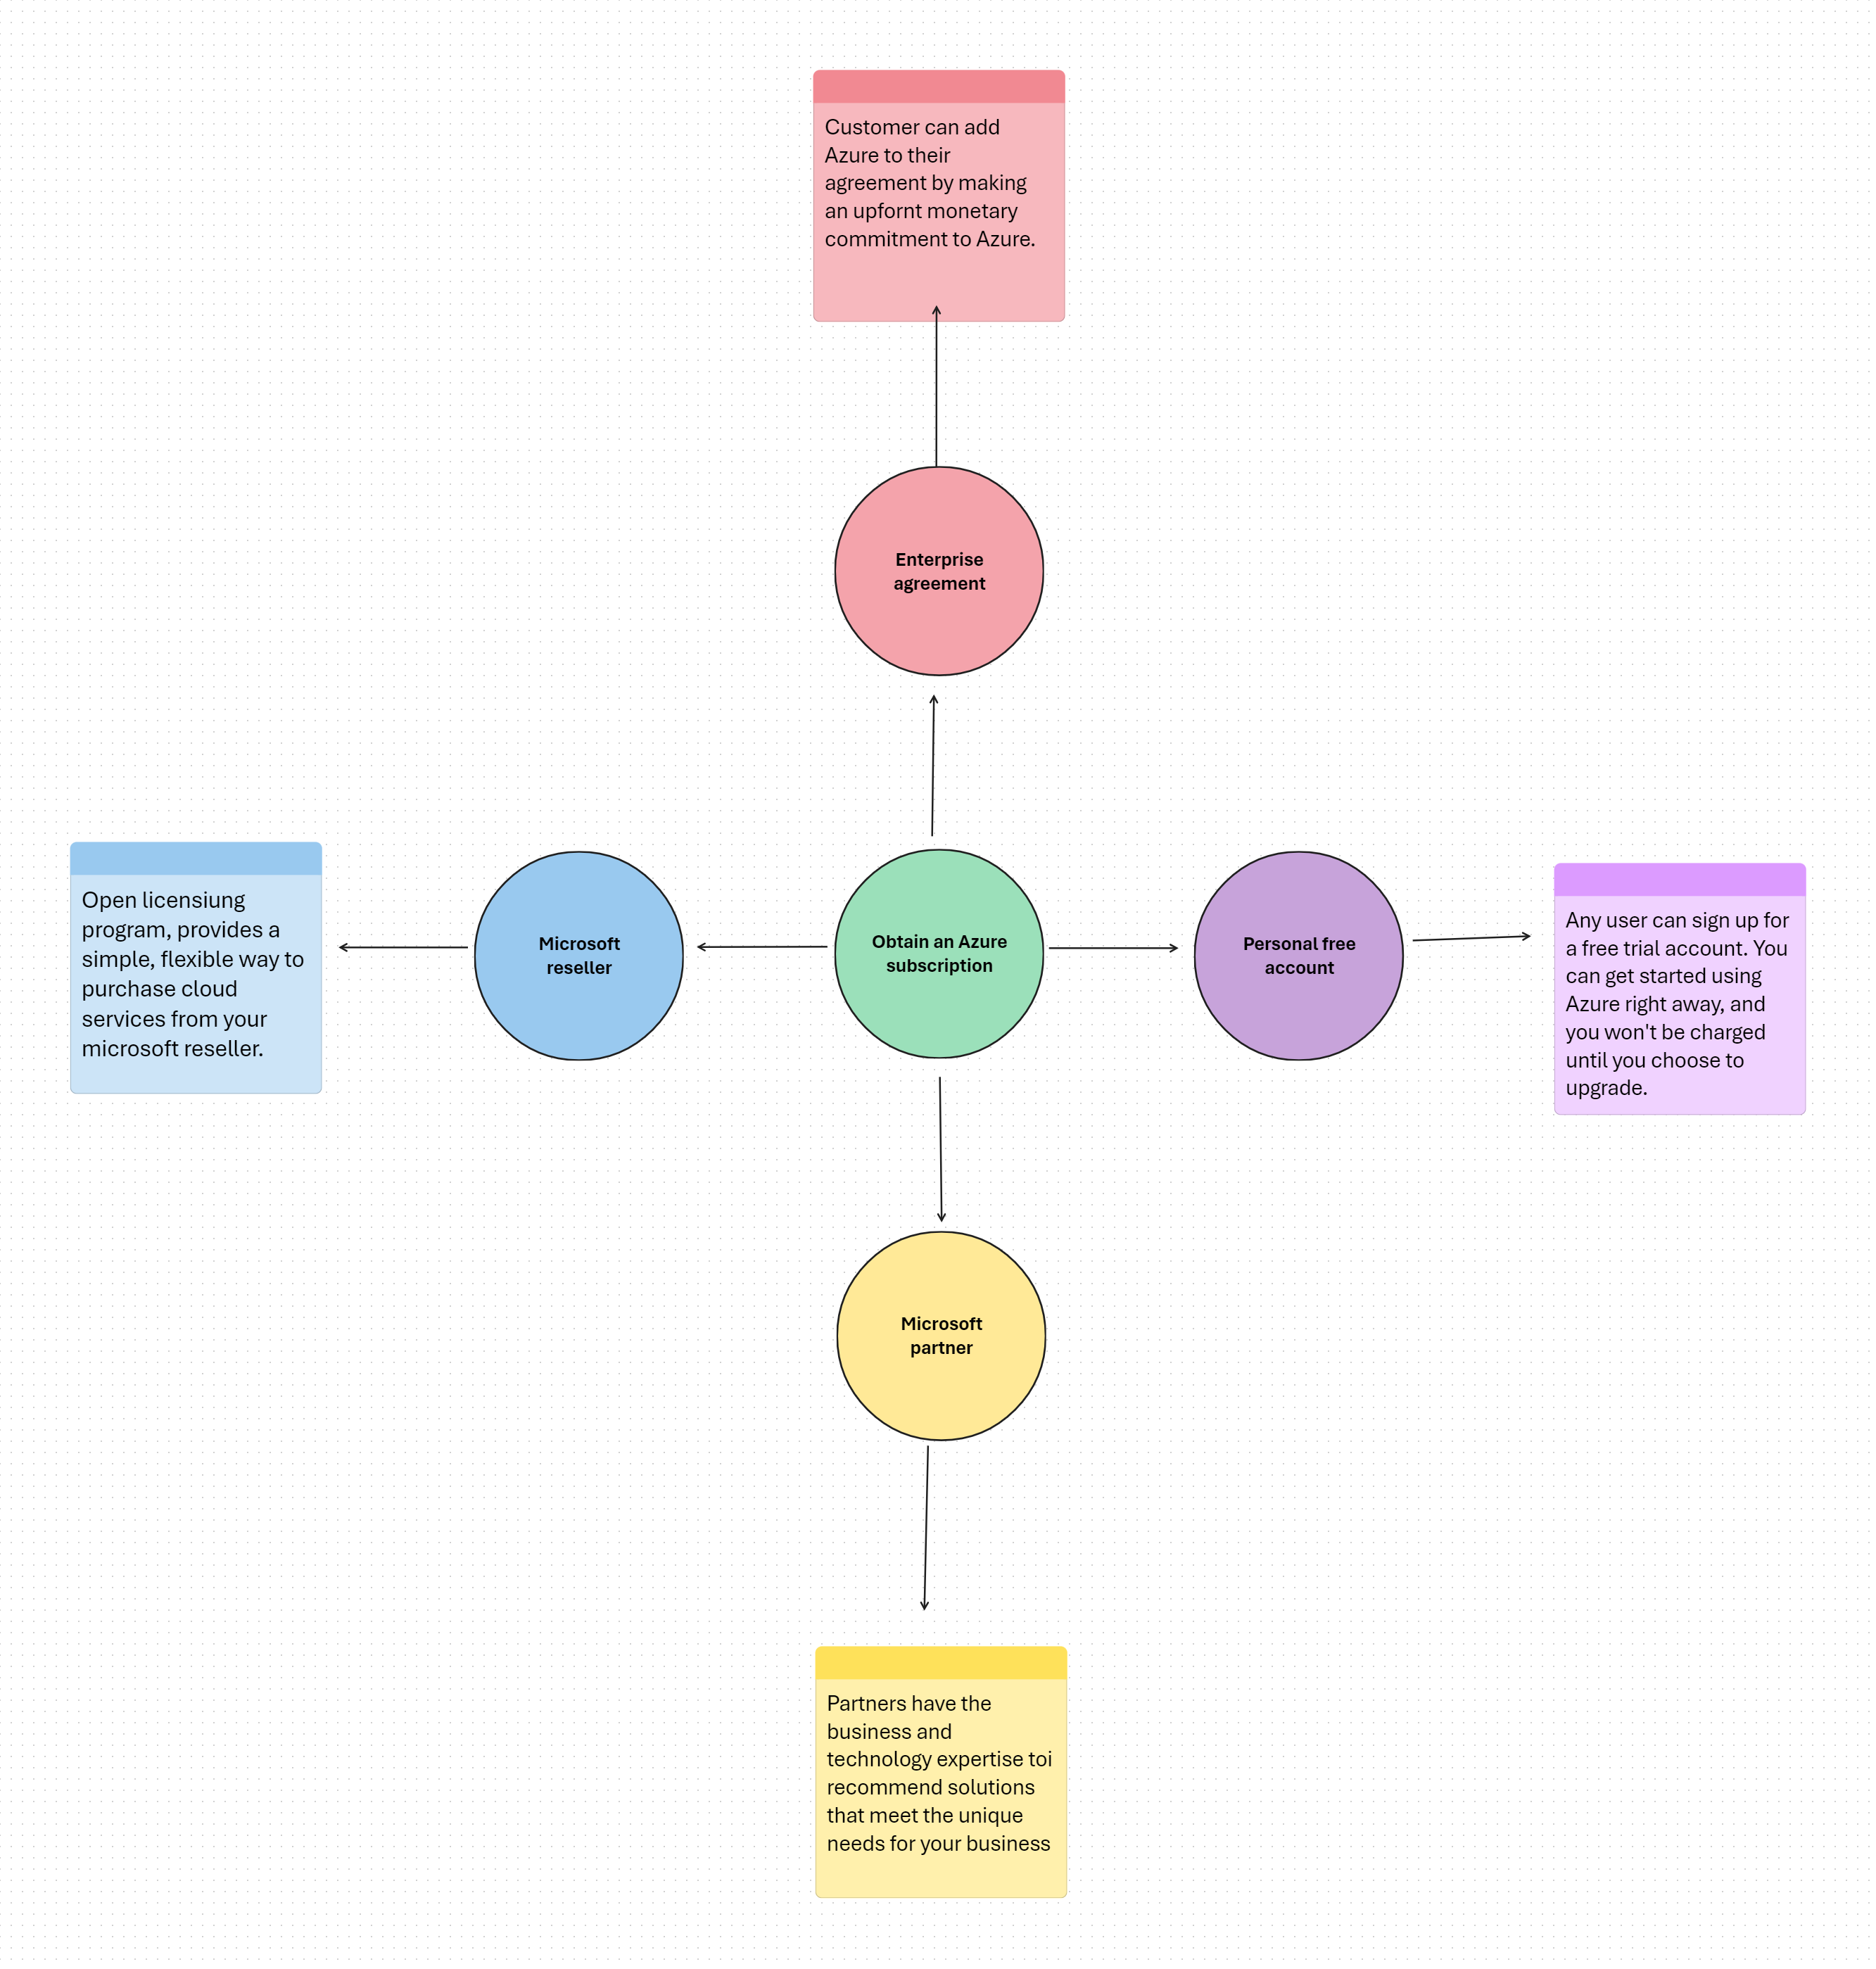 Customer can add
Azure to their
agreement by making
an upfornt monetary
commitment to Azure.
Enterprise
agreement
Open licensiung
program, provides a
simple, flexible way to
purchase cloud
services from your
microsoft reseller.
Microsoft
reseller
Obtain an Azure
subscription
Personal free
account
Any user can sign up for
a free trial account. You
can get started using
Azure right away, and
you won't be charged
until you choose to
upgrade.
Microsoft
partner
Partners have the
business and
technology expertise toi
recommend solutions
that meet the unique
needs for your business